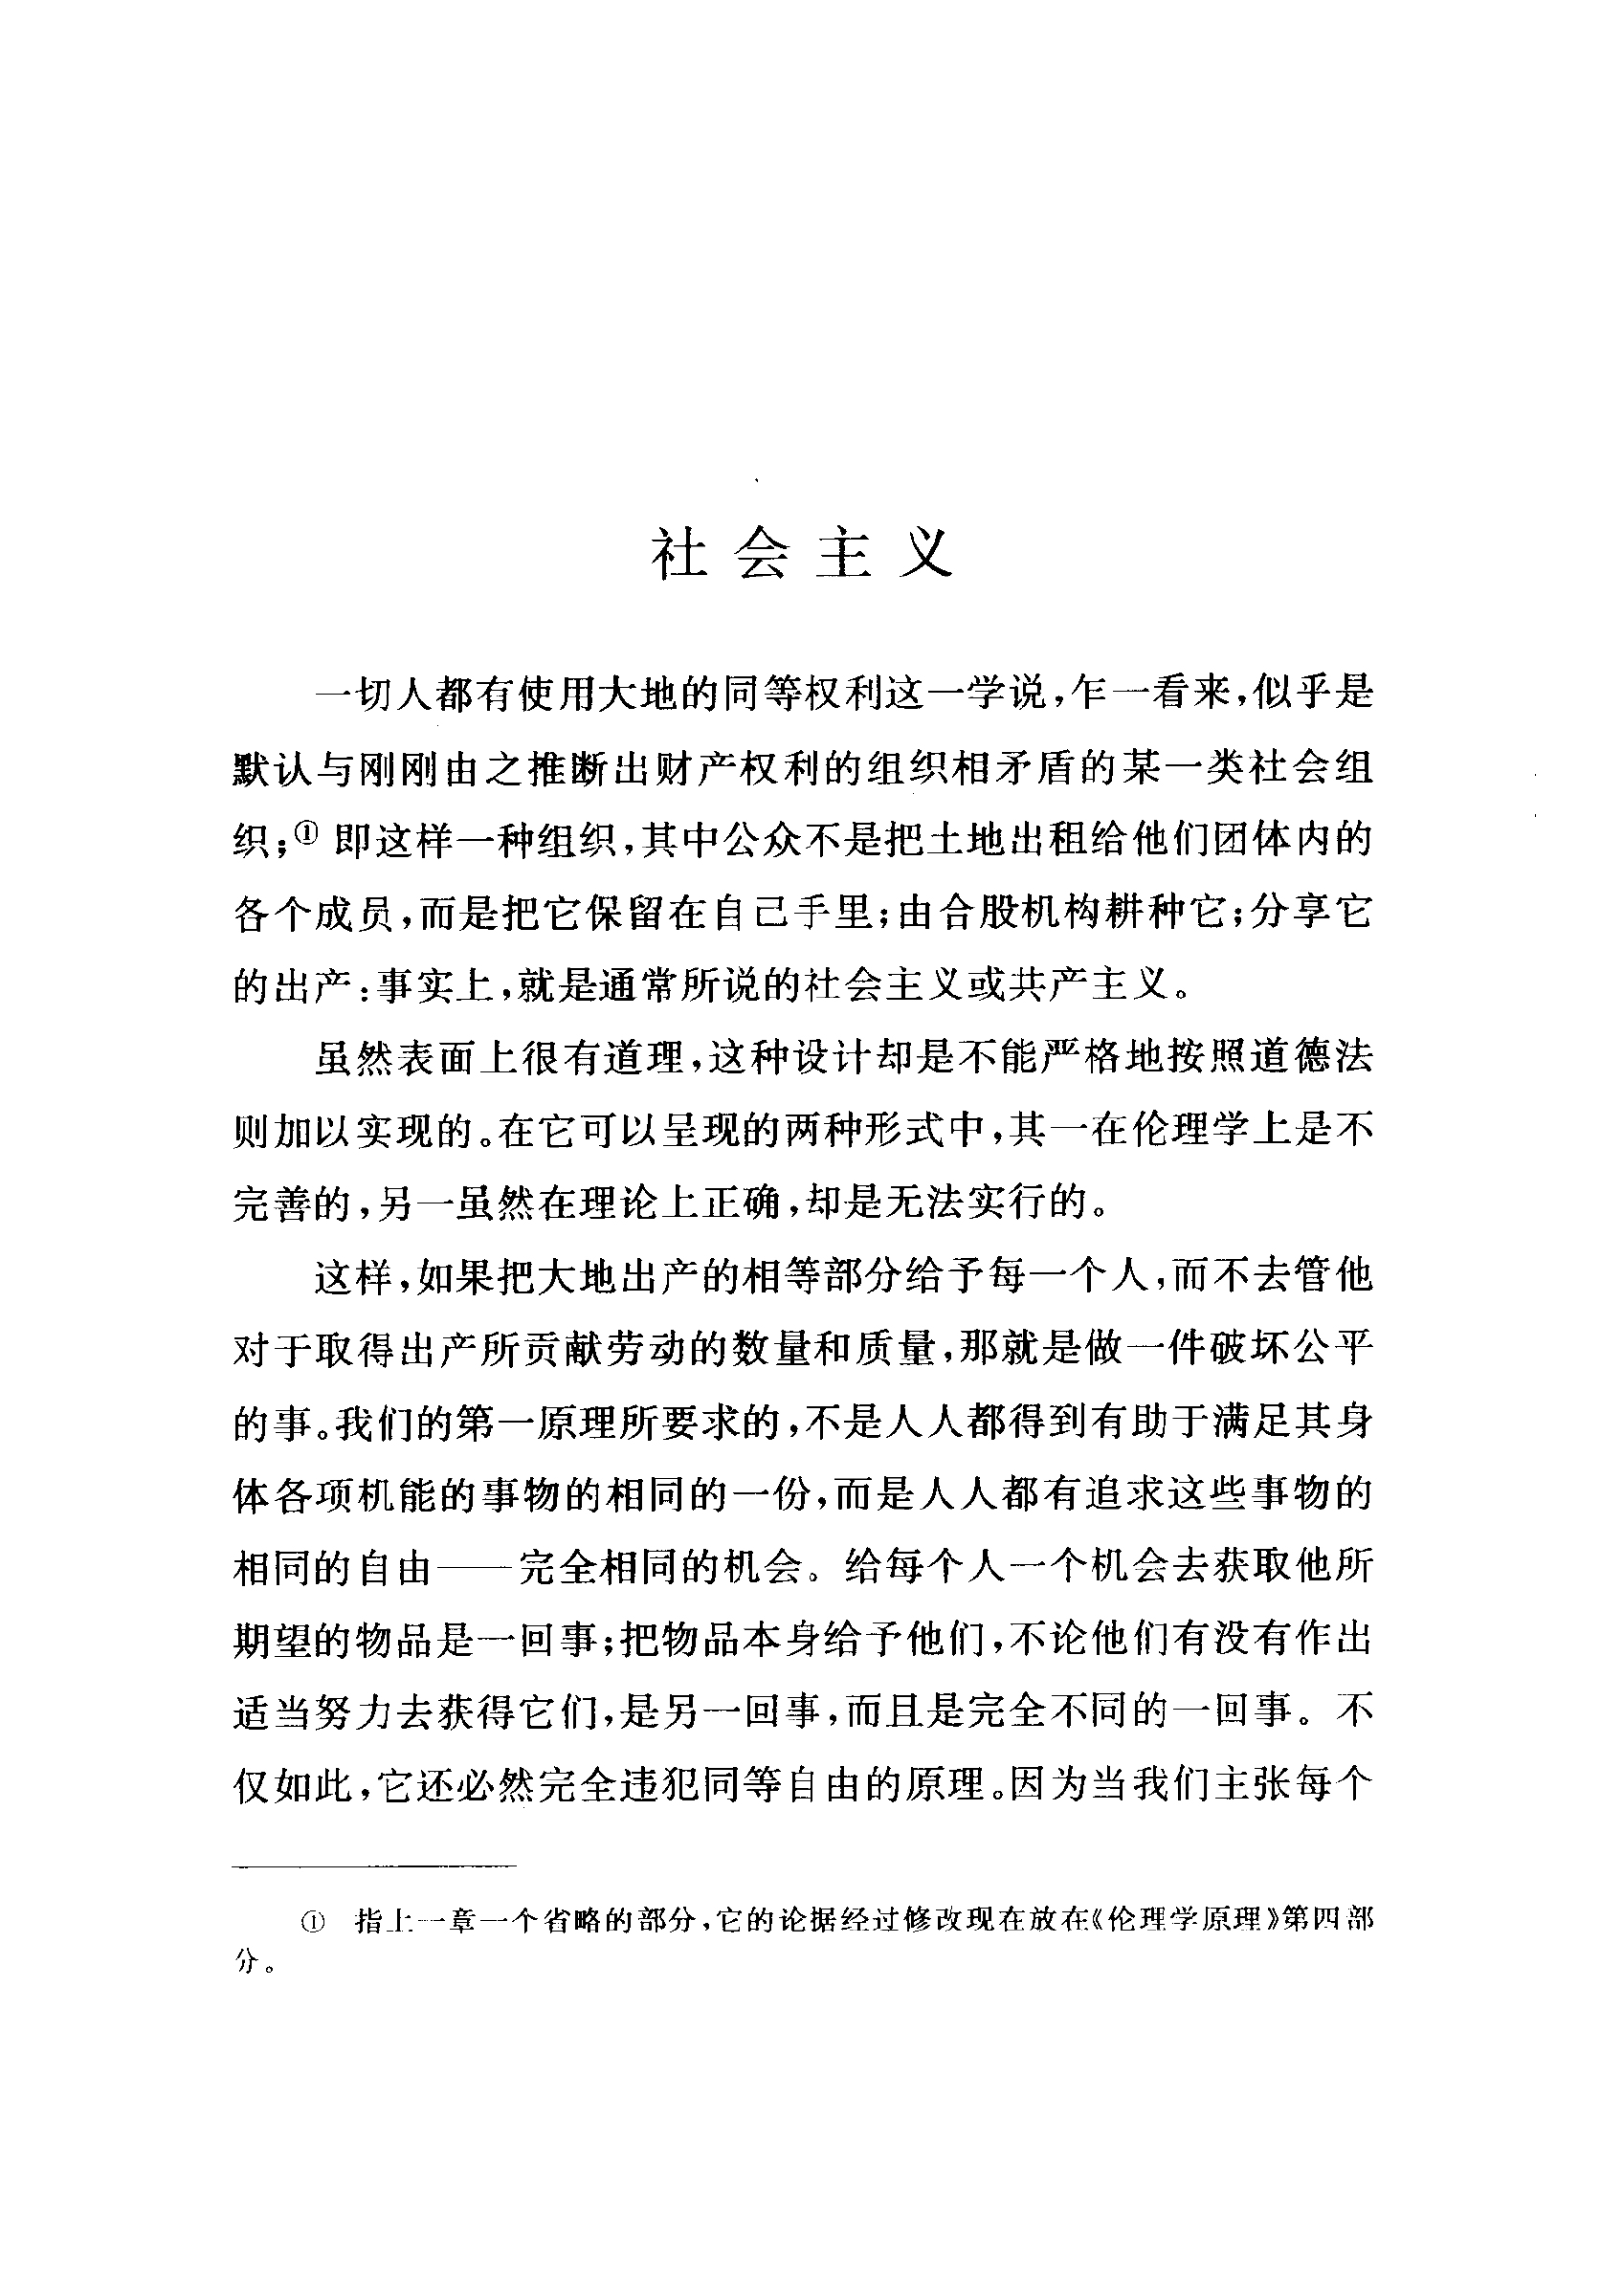 社会主义
一切人都有使用大地的同等权利这一学说,乍一看来,似乎是
默认与刚刚由之推断出财产权利的组织相矛盾的某一类社会组
织;① 即这样一种组织,其中公众不是把土地出租给他们团体内的
各个成员,而是把它保留在自己手里;由合股机构耕种它;分享它
的出产:事实上,就是通常所说的社会主义或共产主义。
虽然表面上很有道理,这种设计却是不能严格地按照道德法
则加以实现的。在它可以呈现的两种形式中,其一在伦理学上是不
完善的,另一虽然在理论上正确,却是无法实行的。
这样,如果把大地出产的相等部分给予每一个人,而不去管他
对于取得出产所贡献劳动的数量和质量,那就是做一件破坏公平
的事。我们的第一原理所要求的,不是人人都得到有助于满足其身
体各项机能的事物的相同的一份,而是人人都有追求这些事物的
相同的自由——完全相同的机会。给每个人一个机会去获取他所
期望的物品是一回事;把物品本身给予他们,不论他们有没有作出
适当努力去获得它们,是另一回事,而且是完全不同的一回事。不
仅如此,它还必然完全违犯同等自由的原理。因为当我们主张每个
① 指上一章一个省略的部分,它的论据经过修改现在放在《伦理学原理》第四部
分。